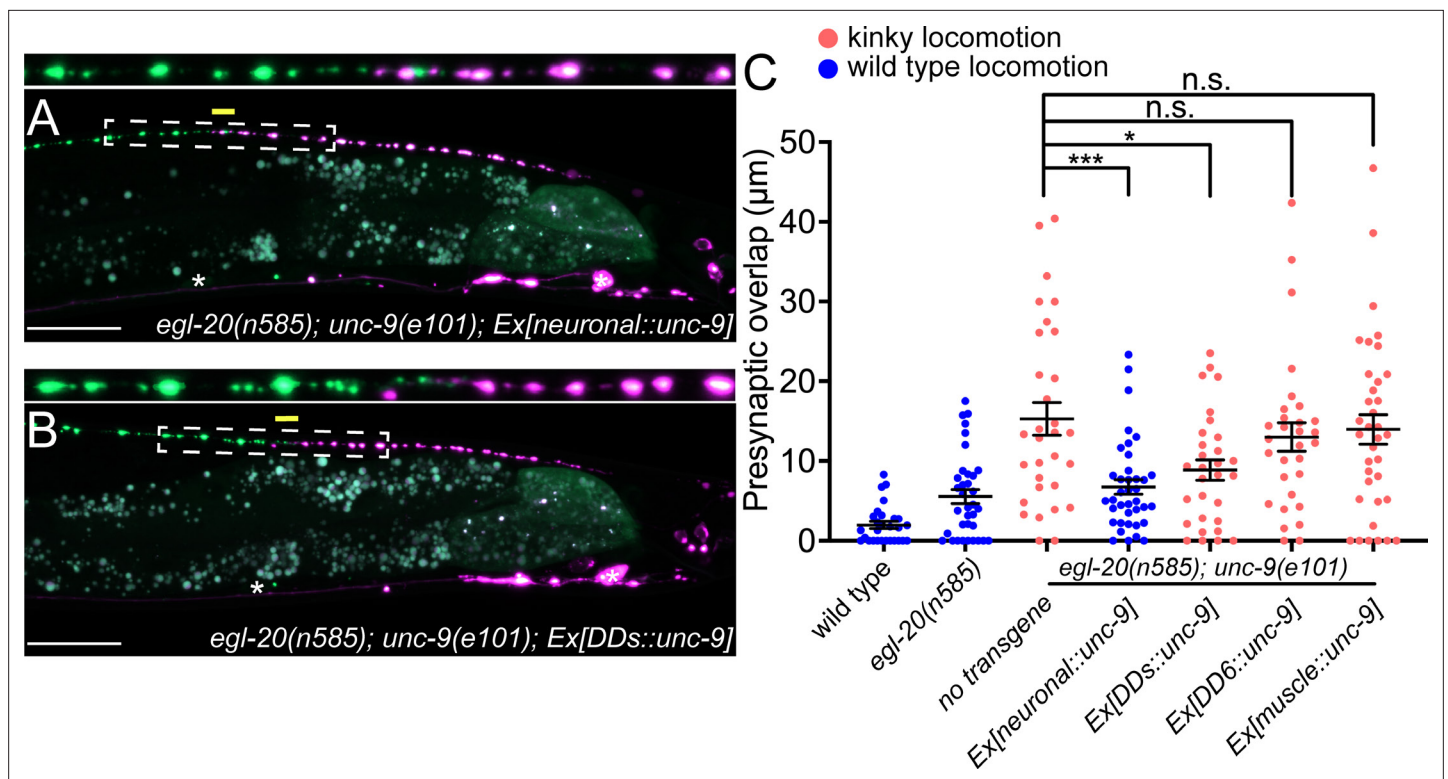 A
*
*
egl-20(n585); unc-9(e101); Ex[neuronal::unc-9]
B
*
*
egl-20(n585); unc-9(e101); Ex[DDs::unc-9]
C
kinky locomotion
wild type locomotion
n.s.
n.s.
*
***
Presynaptic overlap (µm)
50
40
30
20
10
0
wild type
egl-20(n585)
egl-20(n585); unc-9(e101)
no transgene
Ex[neuronal::unc-9]
Ex[DDs::unc-9]
Ex[DD6::unc-9]
Ex[muscle::unc-9]